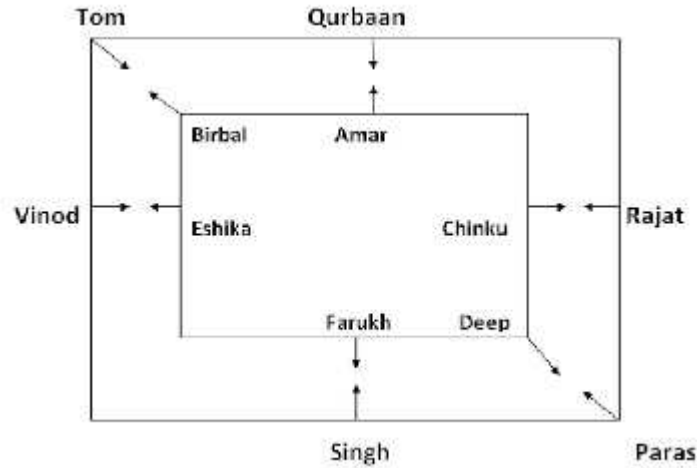 Tom Qurbaan
Birbal Amar
Vinod Eshika Chinku Rajat
Farukh Deep
Singh Paras